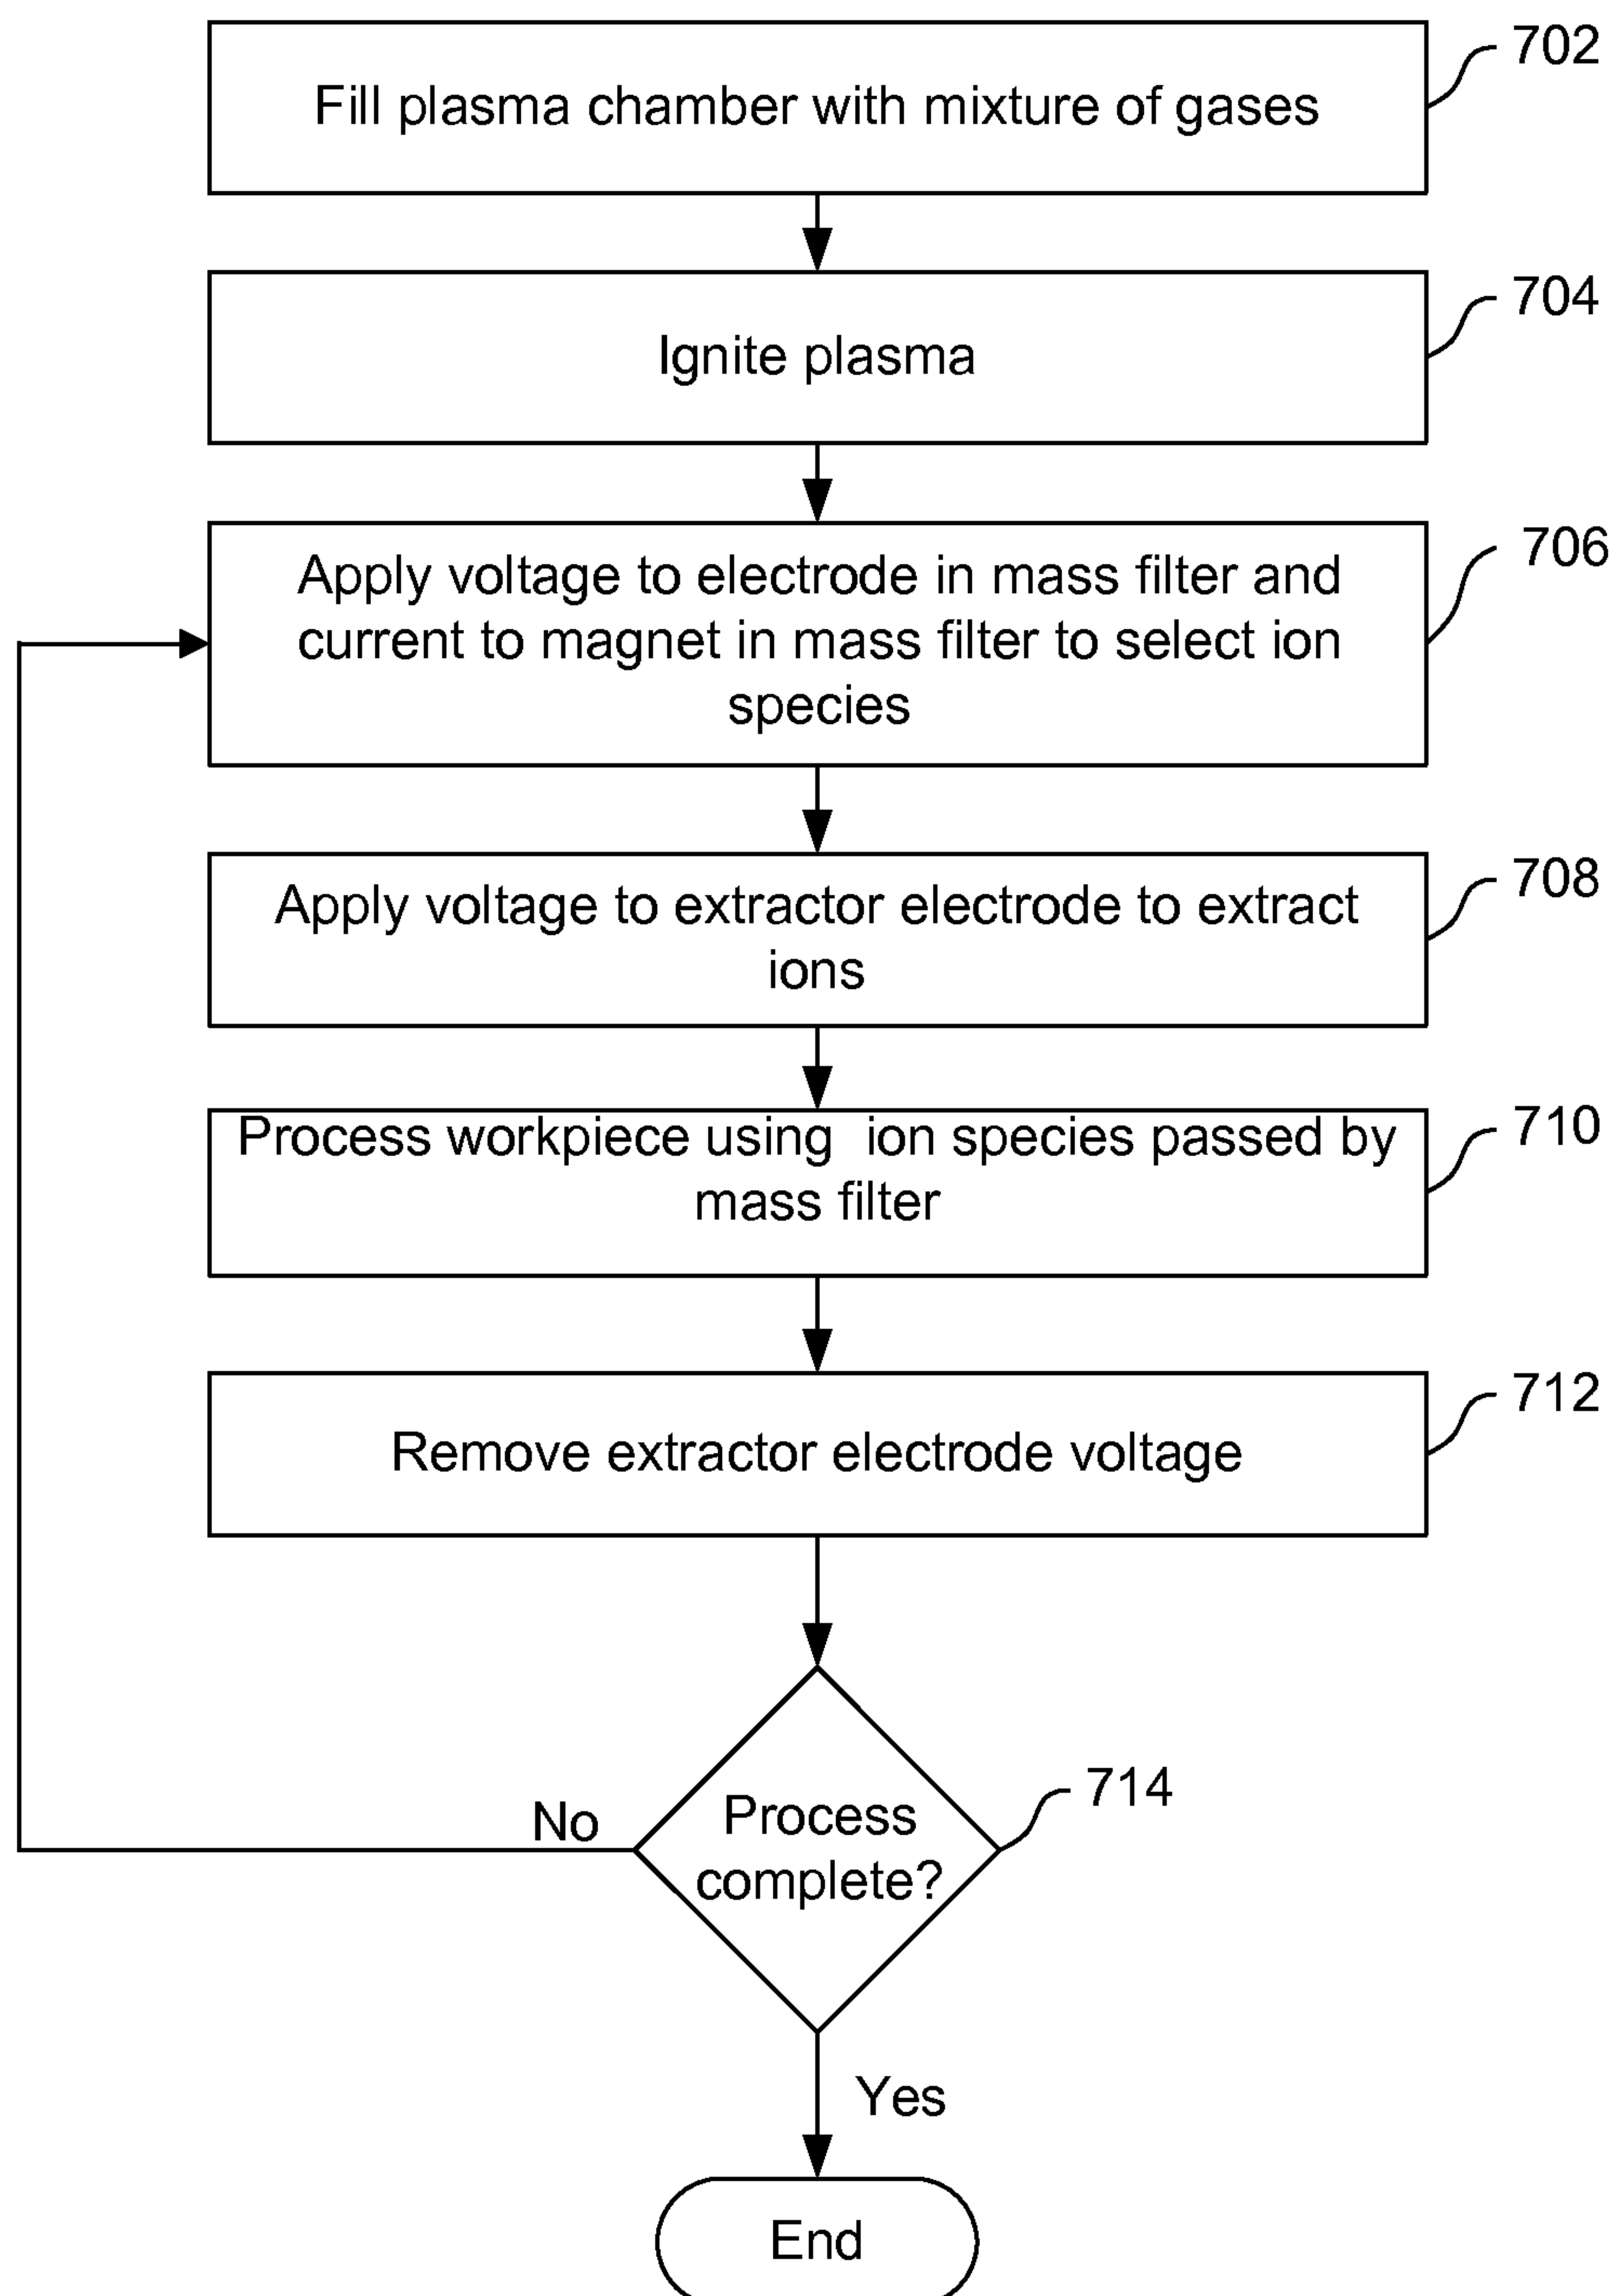 702
Fill plasma chamber with mixture of gases
704
Ignite plasma
706
Apply voltage to electrode in mass filter and
current to magnet in mass filter to select ion
species
708
Apply voltage to extractor electrode to extract
ions
710
Process workpiece using  ion species passed by
mass filter
712
Remove extractor electrode voltage
714
No
Process
complete?
Yes
End